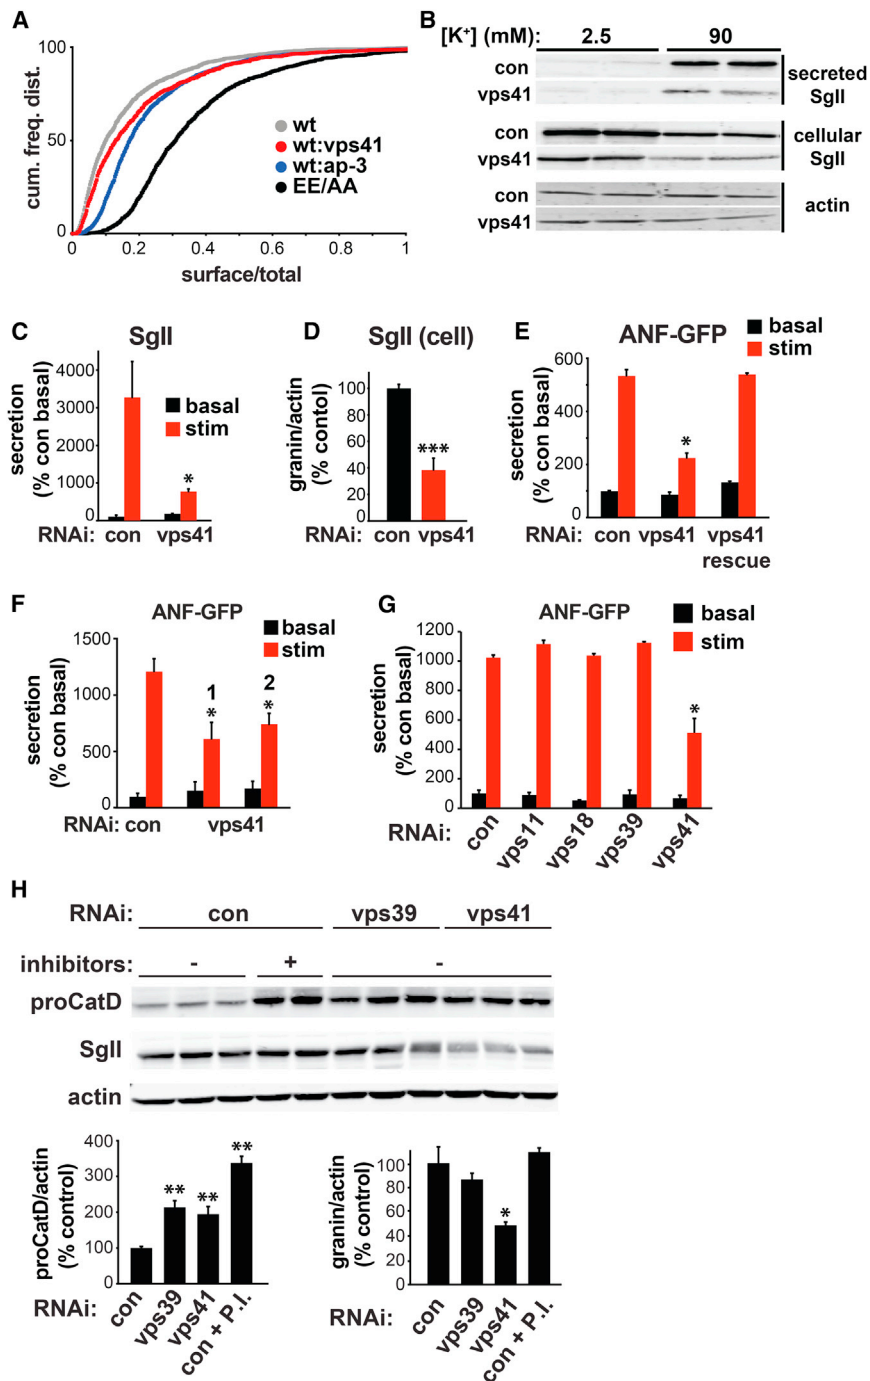 A
cum. freq. dist.
100
50
0
0
0.2
0.4
0.6
0.8
1
surface/total
wt
wt:vps41
wt:ap-3
EE/AA
B
[K+] (mM): 2.5 90
con
vps41
secreted
SgII
con
vps41
cellular
SgII
con
vps41
actin
C
SgII
secretion
(% con basal)
4000
3000
2000
1000
0
basal
stim
*
RNAi: con vps41
D
SgII (cell)
granin/actin
(% contol)
100
80
60
40
20
0
***
RNAi: con vps41
E
ANF-GFP
basal
stim
secretion
(% con basal)
600
400
200
0
*
RNAi: con vps41 vps41
rescue
F
ANF-GFP
basal
stim
secretion
(% con basal)
1500
1000
500
0
1
*
2
*
RNAi: con vps41
G
ANF-GFP
basal
stim
secretion
(% con basal)
1200
1000
800
600
400
200
0
*
RNAi: con vps11 vps18 vps39 vps41
H
RNAi: con vps39 vps41
inhibitors: - + -
proCatD
SgII
actin
proCatD/actin
(% control)
400
300
200
100
0
**
**
**
RNAi: con vps39 vps41 con + P.I.
granin/actin
(% control)
100
80
60
40
20
0
*
RNAi: con vps39 vps41 con + P.I.